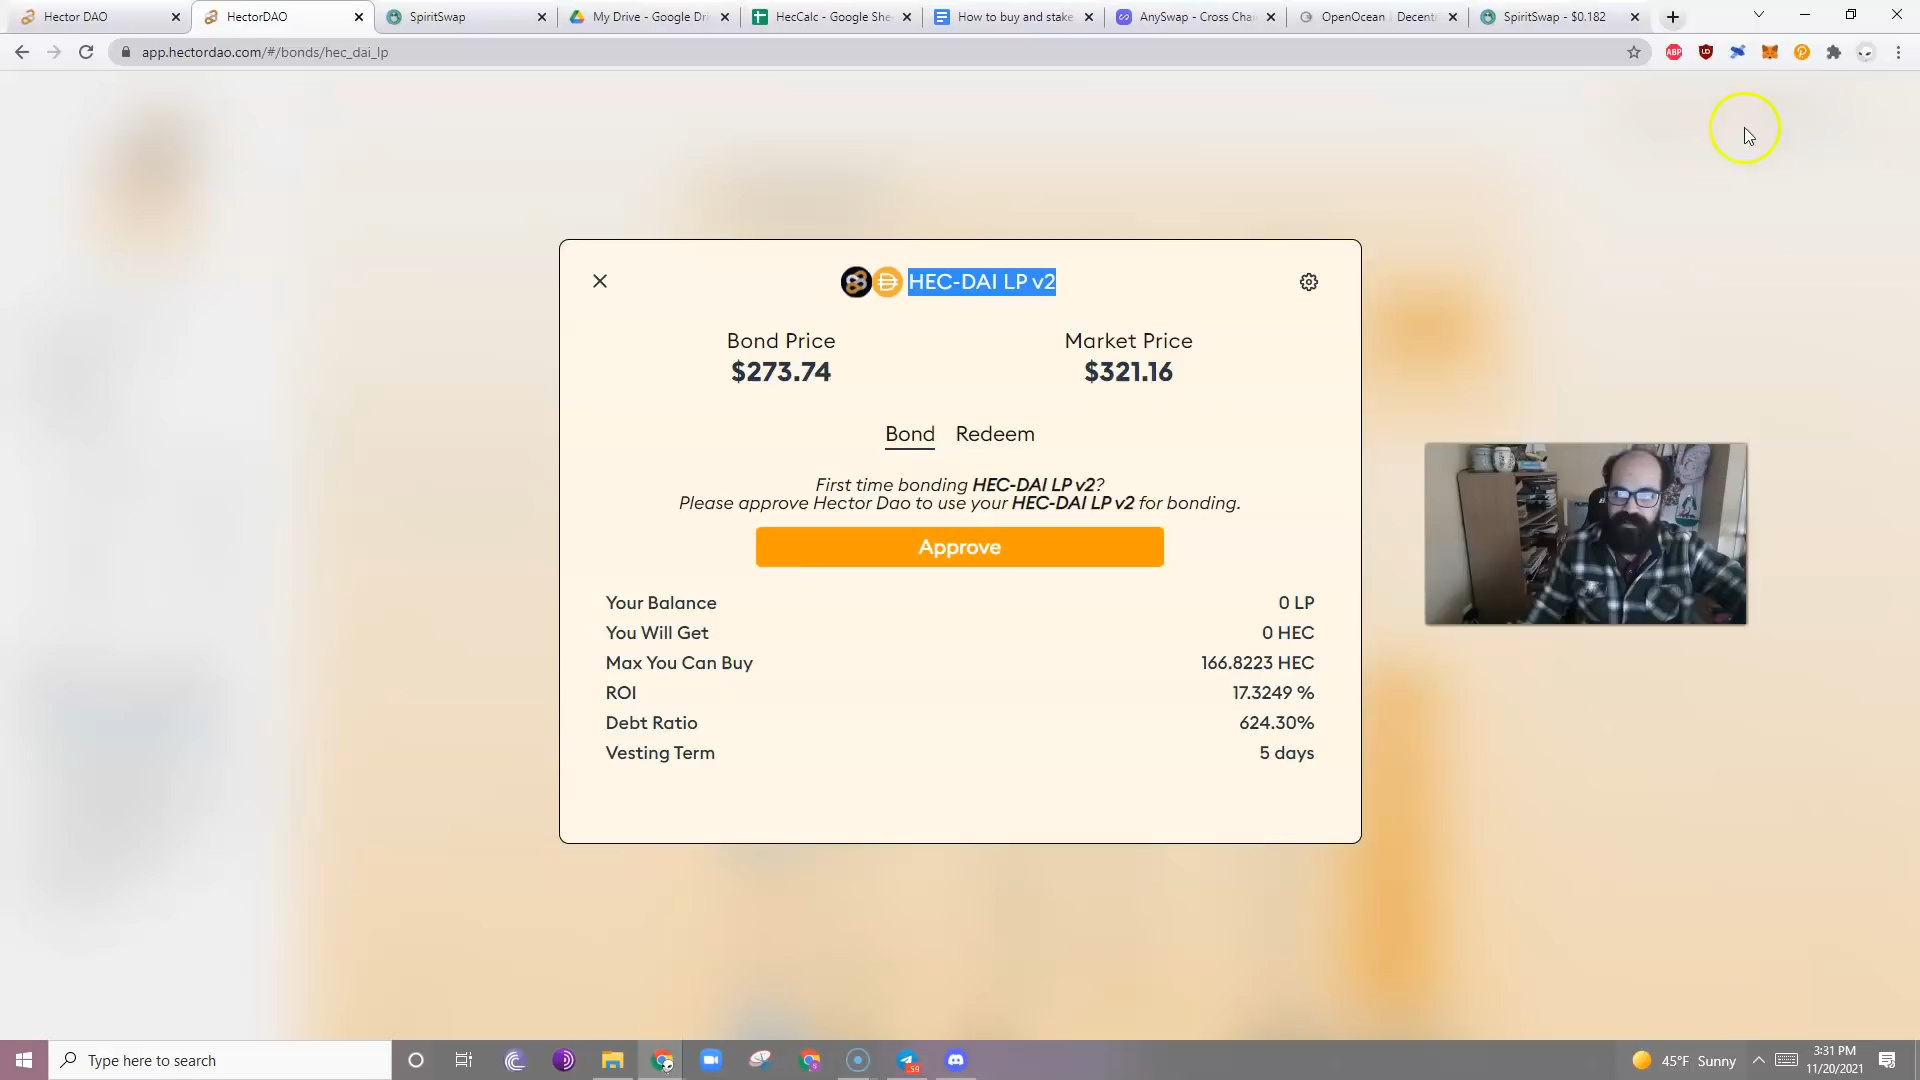 Hector DAO
HectorDAO
SpiritSwap
My Drive - Google Dri
HecCalc - Google She
How to buy and stake
AnySwap - Cross Chai
OpenOcean | Decentr
SpiritSwap - $0.182
app.hectordao.com/#/bonds/hec_dai_lp
ABP
HEC-DAI LP v2
Bond Price
Market Price
$273.74
$321.16
Bond
Redeem
First time bonding HEC-DAI LP v2?
Please approve Hector Dao to use your HEC-DAI LP v2 for bonding.
Approve
Your Balance
0 LP
You Will Get
0 HEC
Max You Can Buy
166.8223 HEC
ROI
17.3249 %
Debt Ratio
624.30%
Vesting Term
5 days
Type here to search
59
45°F Sunny
3:31 PM
11/20/2021